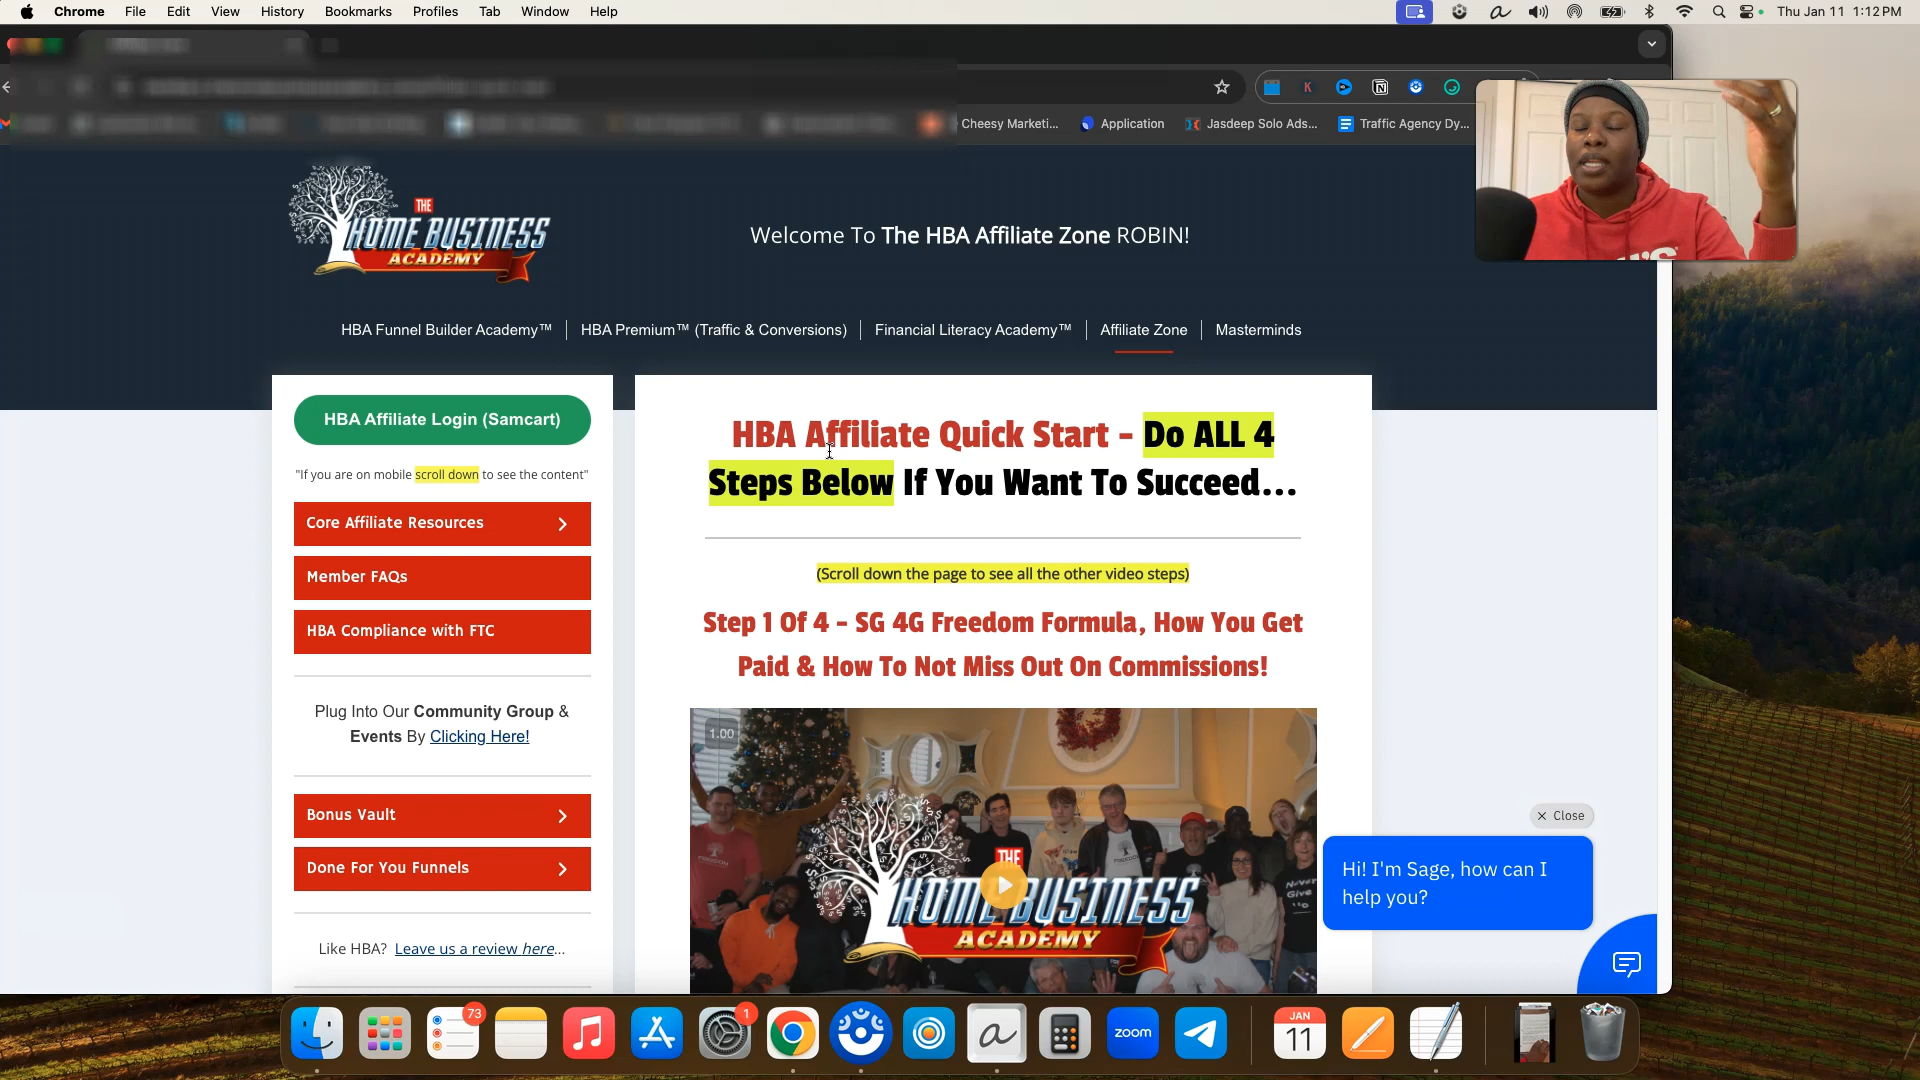 Chrome File Edit View History Bookmarks Profiles Tab Window Help
Thu Jan 11 1:12 PM
K
Cheesy Marketi...
Application
Jasdeep Solo Ads...
Traffic Agency Dy...
THE
HOME BUSINESS
ACADEMY
Welcome To The HBA Affiliate Zone ROBIN!
HBA Funnel Builder Academy™
HBA Premium™ (Traffic & Conversions)
Financial Literacy Academy™
Affiliate Zone
Masterminds
HBA Affiliate Login (Samcart)
"If you are on mobile scroll down to see the content"
Core Affiliate Resources
Member FAQs
HBA Compliance with FTC
Plug Into Our Community Group &
Events By Clicking Here!
Bonus Vault
Done For You Funnels
Like HBA? Leave us a review here...
HBA Affiliate Quick Start - Do ALL 4
Steps Below If You Want To Succeed...
(Scroll down the page to see all the other video steps)
Step 1 Of 4 - SG 4G Freedom Formula, How You Get
Paid & How To Not Miss Out On Commissions!
1.00
THE
HOME BUSINESS
ACADEMY
Close
Hi! I'm Sage, how can I
help you?
73
1
a
zoom
JAN
11